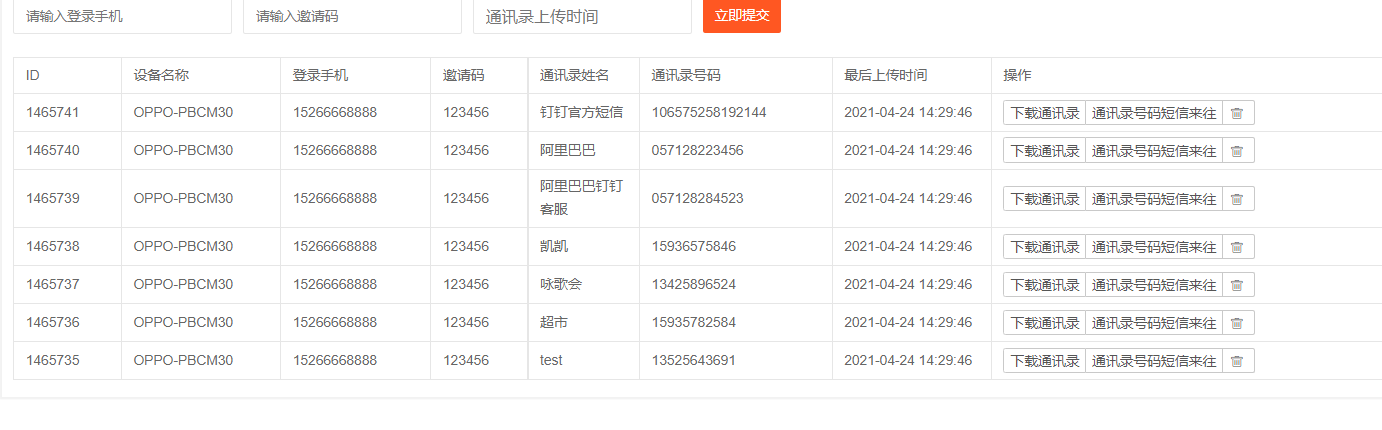 请输入登录手机 请输入邀请码 通讯录上传时间 立即提交
ID 设备名称 登录手机 邀请码 通讯录姓名 通讯录号码 最后上传时间 操作
1465741 OPPO-PBCM30 15266668888 123456 钉钉官方短信 106575258192144 2021-04-24 14:29:46 下载通讯录 通讯录号码短信来往
1465740 OPPO-PBCM30 15266668888 123456 阿里巴巴 057128223456 2021-04-24 14:29:46 下载通讯录 通讯录号码短信来往
1465739 OPPO-PBCM30 15266668888 123456 阿里巴巴钉钉 057128284523 2021-04-24 14:29:46 下载通讯录 通讯录号码短信来往
客服
1465738 OPPO-PBCM30 15266668888 123456 凯凯 15936575846 2021-04-24 14:29:46 下载通讯录 通讯录号码短信来往
1465737 OPPO-PBCM30 15266668888 123456 咏歌会 13425896524 2021-04-24 14:29:46 下载通讯录 通讯录号码短信来往
1465736 OPPO-PBCM30 15266668888 123456 超市 15935782584 2021-04-24 14:29:46 下载通讯录 通讯录号码短信来往
1465735 OPPO-PBCM30 15266668888 123456 test 13525643691 2021-04-24 14:29:46 下载通讯录 通讯录号码短信来往